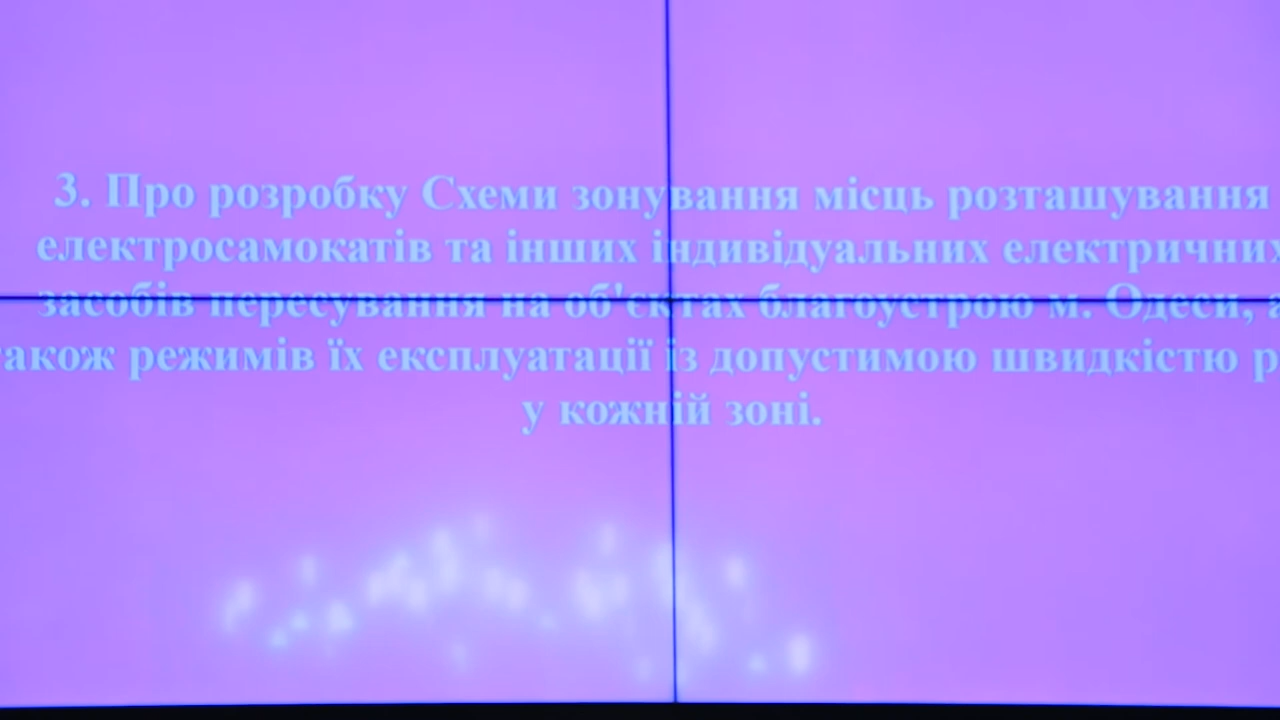 3. Про розробку Схеми зонування місць розташування
електросамокатів та інших індивідуальних електричних
засобів пересування на об'єктах благоустрою м. Одеси, а
також режимів їх експлуатації із допустимою швидкістю р
у кожній зоні.